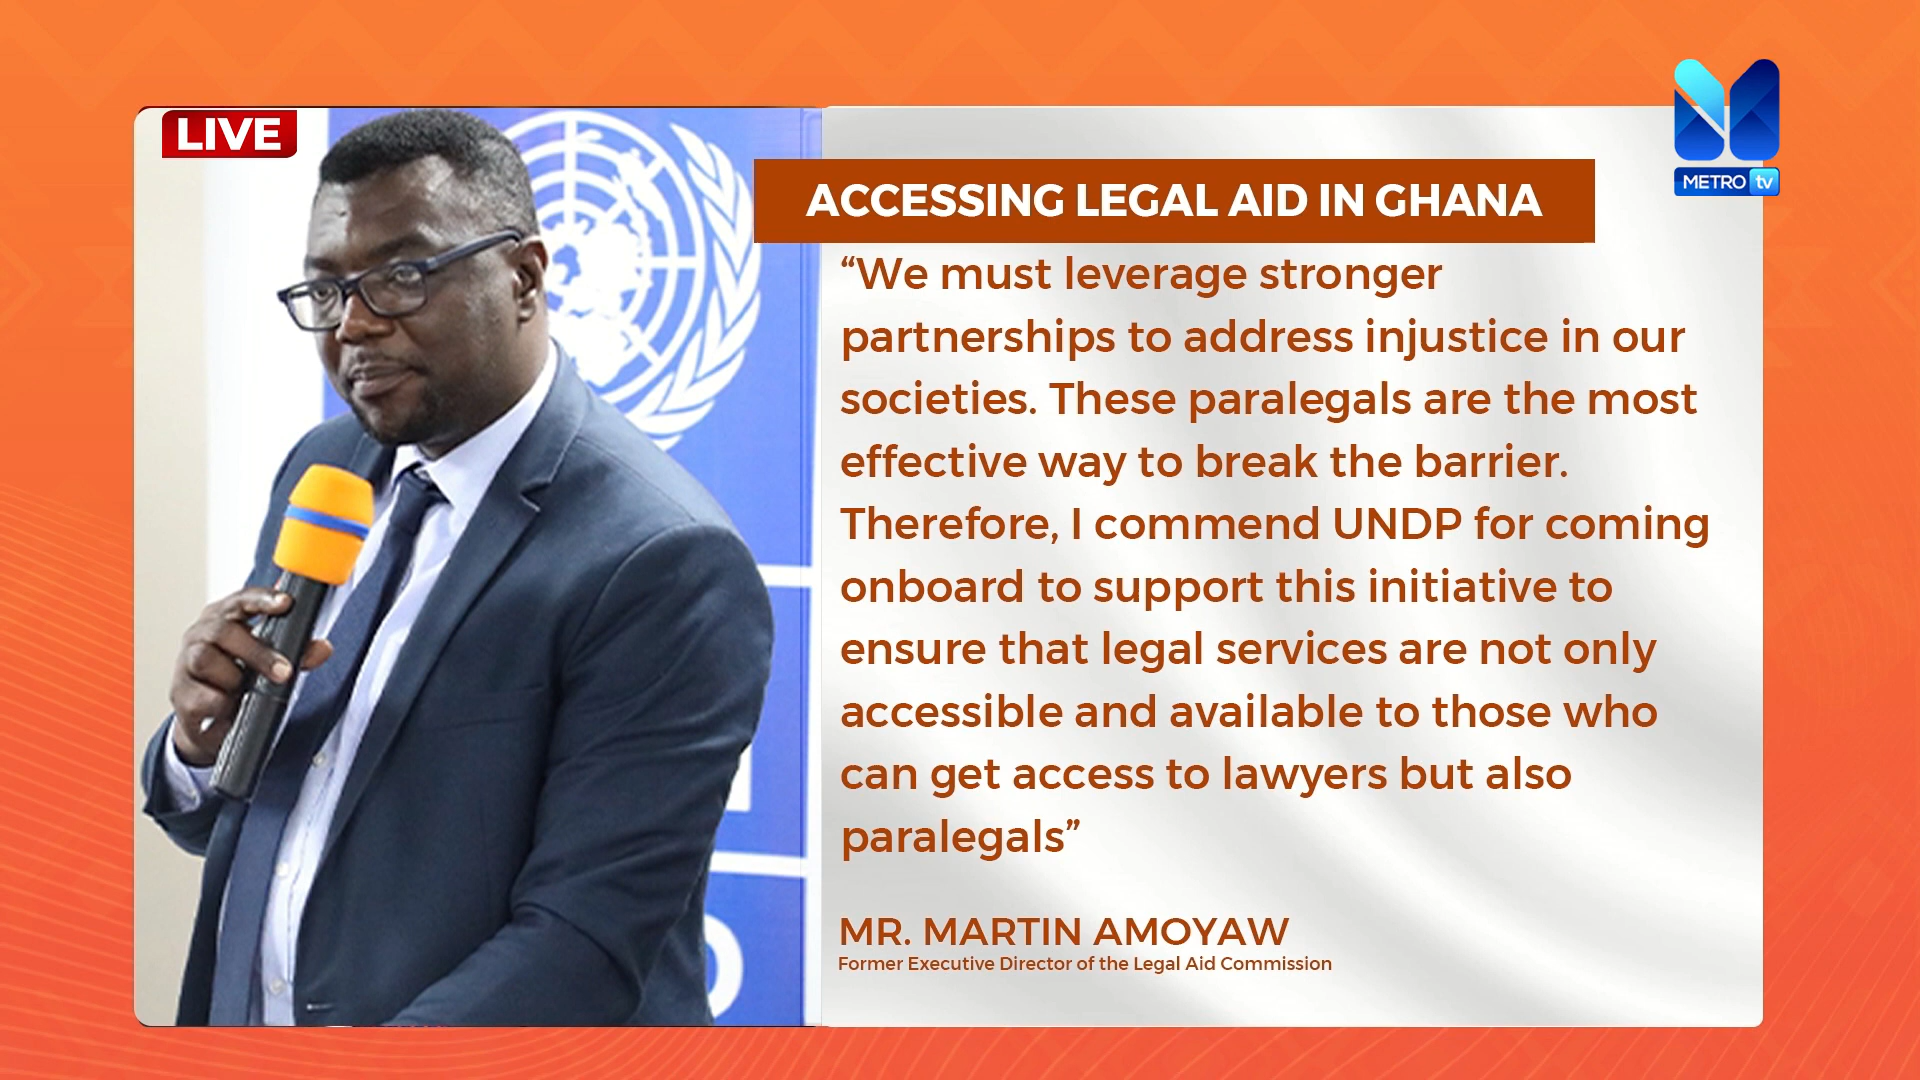 LIVE
METRO tv
ACCESSING LEGAL AID IN GHANA
“We must leverage stronger
partnerships to address injustice in our
societies. These paralegals are the most
effective way to break the barrier.
Therefore, I commend UNDP for coming
onboard to support this initiative to
ensure that legal services are not only
accessible and available to those who
can get access to lawyers but also
paralegals”
MR. MARTIN AMOYAW
Former Executive Director of the Legal Aid Commission